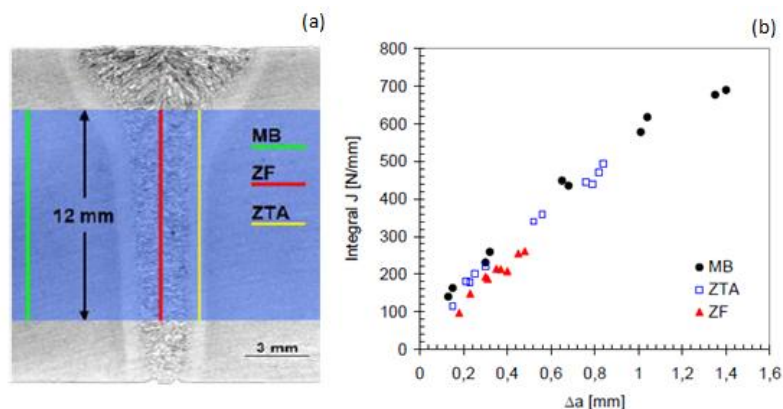 (a)
MB
ZF
12 mm
ZTA
3 mm
(b)
Integral J [N/mm]
800
700
600
500
400
300
200
100
0
MB
ZTA
ZF
0 0,2 0,4 0,6 0,8 1 1,2 1,4 1,6
Δa [mm]